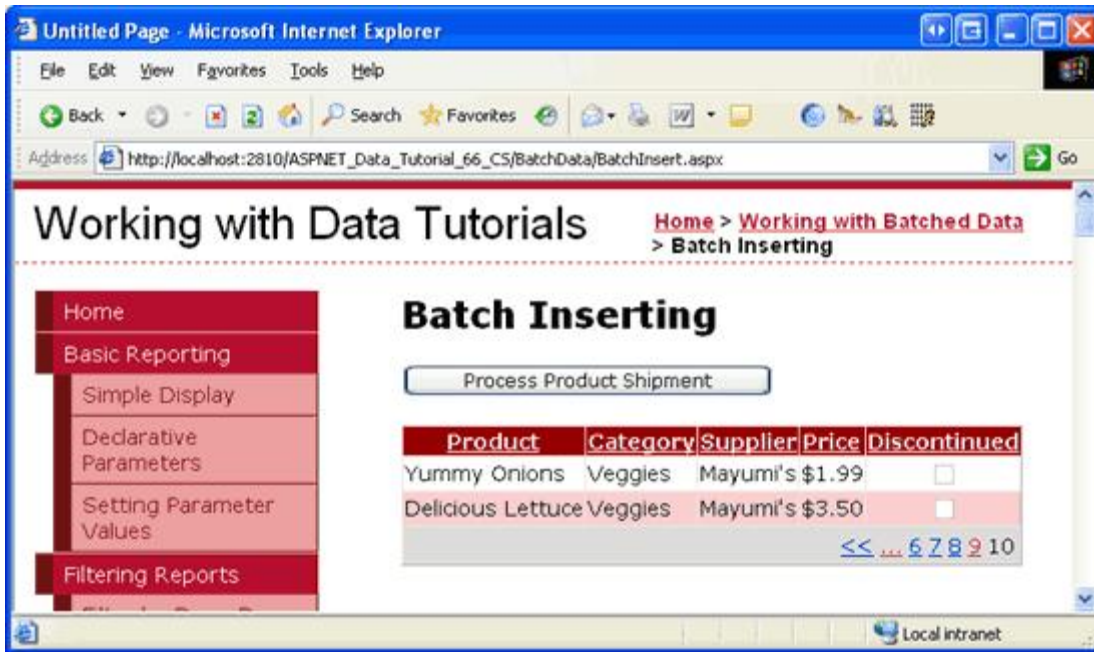 Untitled Page - Microsoft Internet Explorer
File Edit View Favorites Tools Help
Back Search Favorites
Address http://localhost:2810/ASPNET_Data_Tutorial_66_CS/BatchData/BatchInsert.aspx Go
Working with Data Tutorials
Home > Working with Batched Data
> Batch Inserting
Home
Basic Reporting
Simple Display
Declarative
Parameters
Setting Parameter
Values
Filtering Reports
Batch Inserting
Process Product Shipment
Product Category Supplier Price Discontinued
Yummy Onions Veggies Mayumi's $1.99
Delicious Lettuce Veggies Mayumi's $3.50
<< ... 6 7 8 9 10
Local intranet